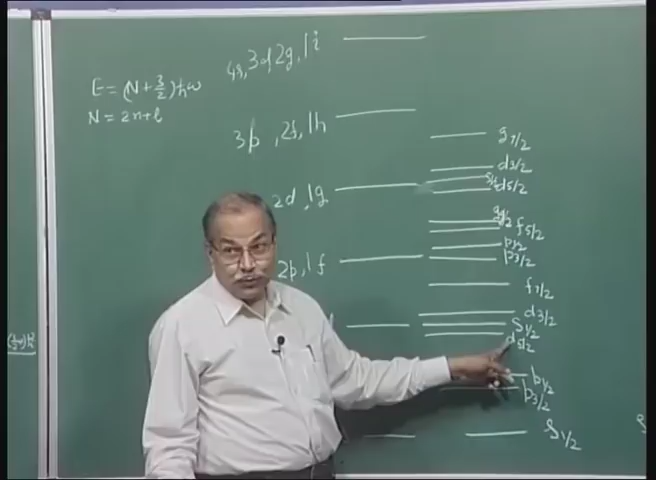 4s, 3d, 2g, 1i
E = (N + 3/2) ħω
N = 2n + l
3p, 2f, 1h
2d, 1g
2p, 1f
g7/2
d3/2
d5/2
f5/2
p1/2
p3/2
f7/2
d3/2
S1/2
d5/2
p1/2
p3/2
S1/2